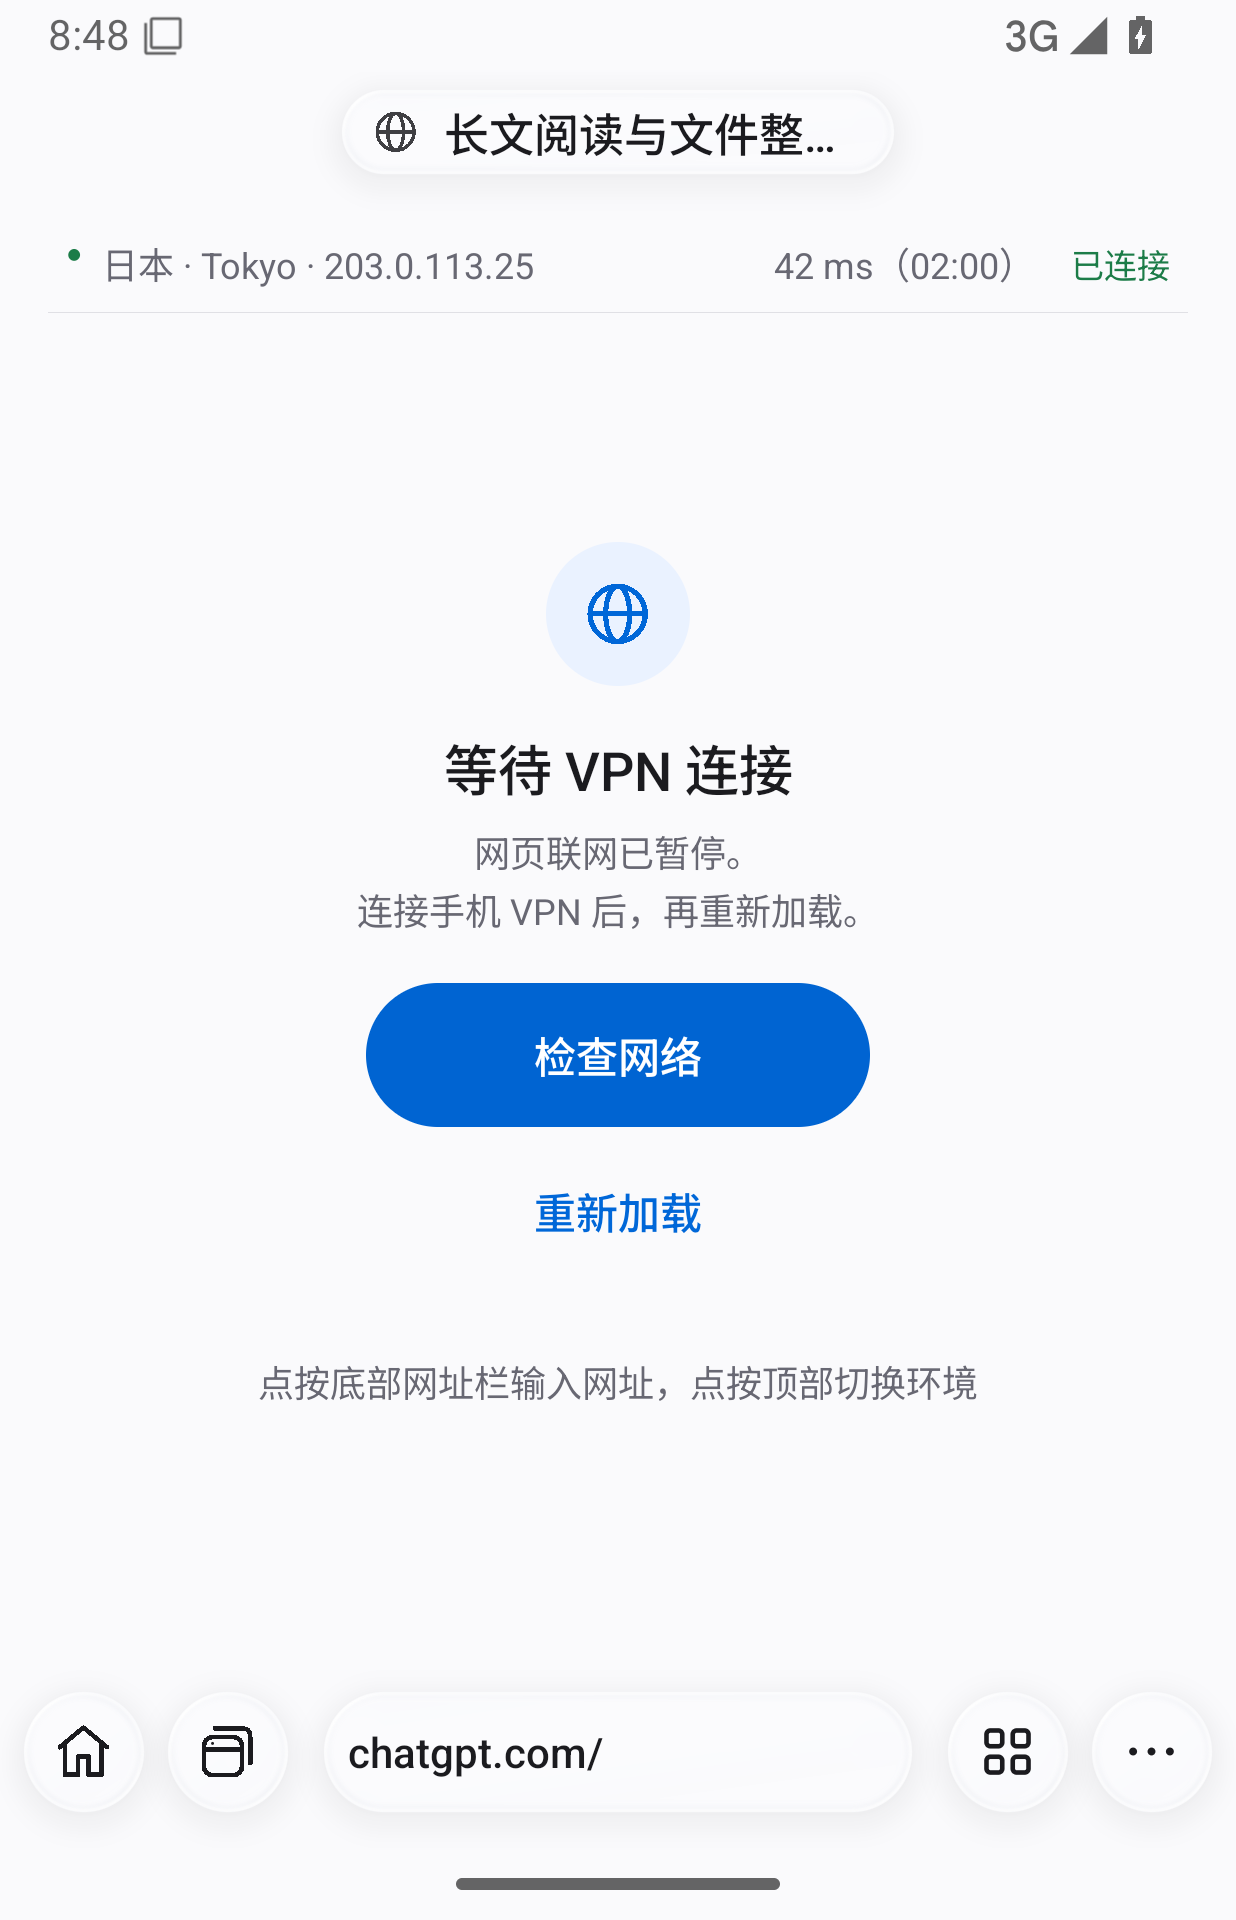 8:48
3G
长文阅读与文件整...
日本 · Tokyo · 203.0.113.25
42 ms（02:00）
已连接
等待 VPN 连接
网页联网已暂停。
连接手机 VPN 后，再重新加载。
检查网络
重新加载
点按底部网址栏输入网址，点按顶部切换环境
chatgpt.com/